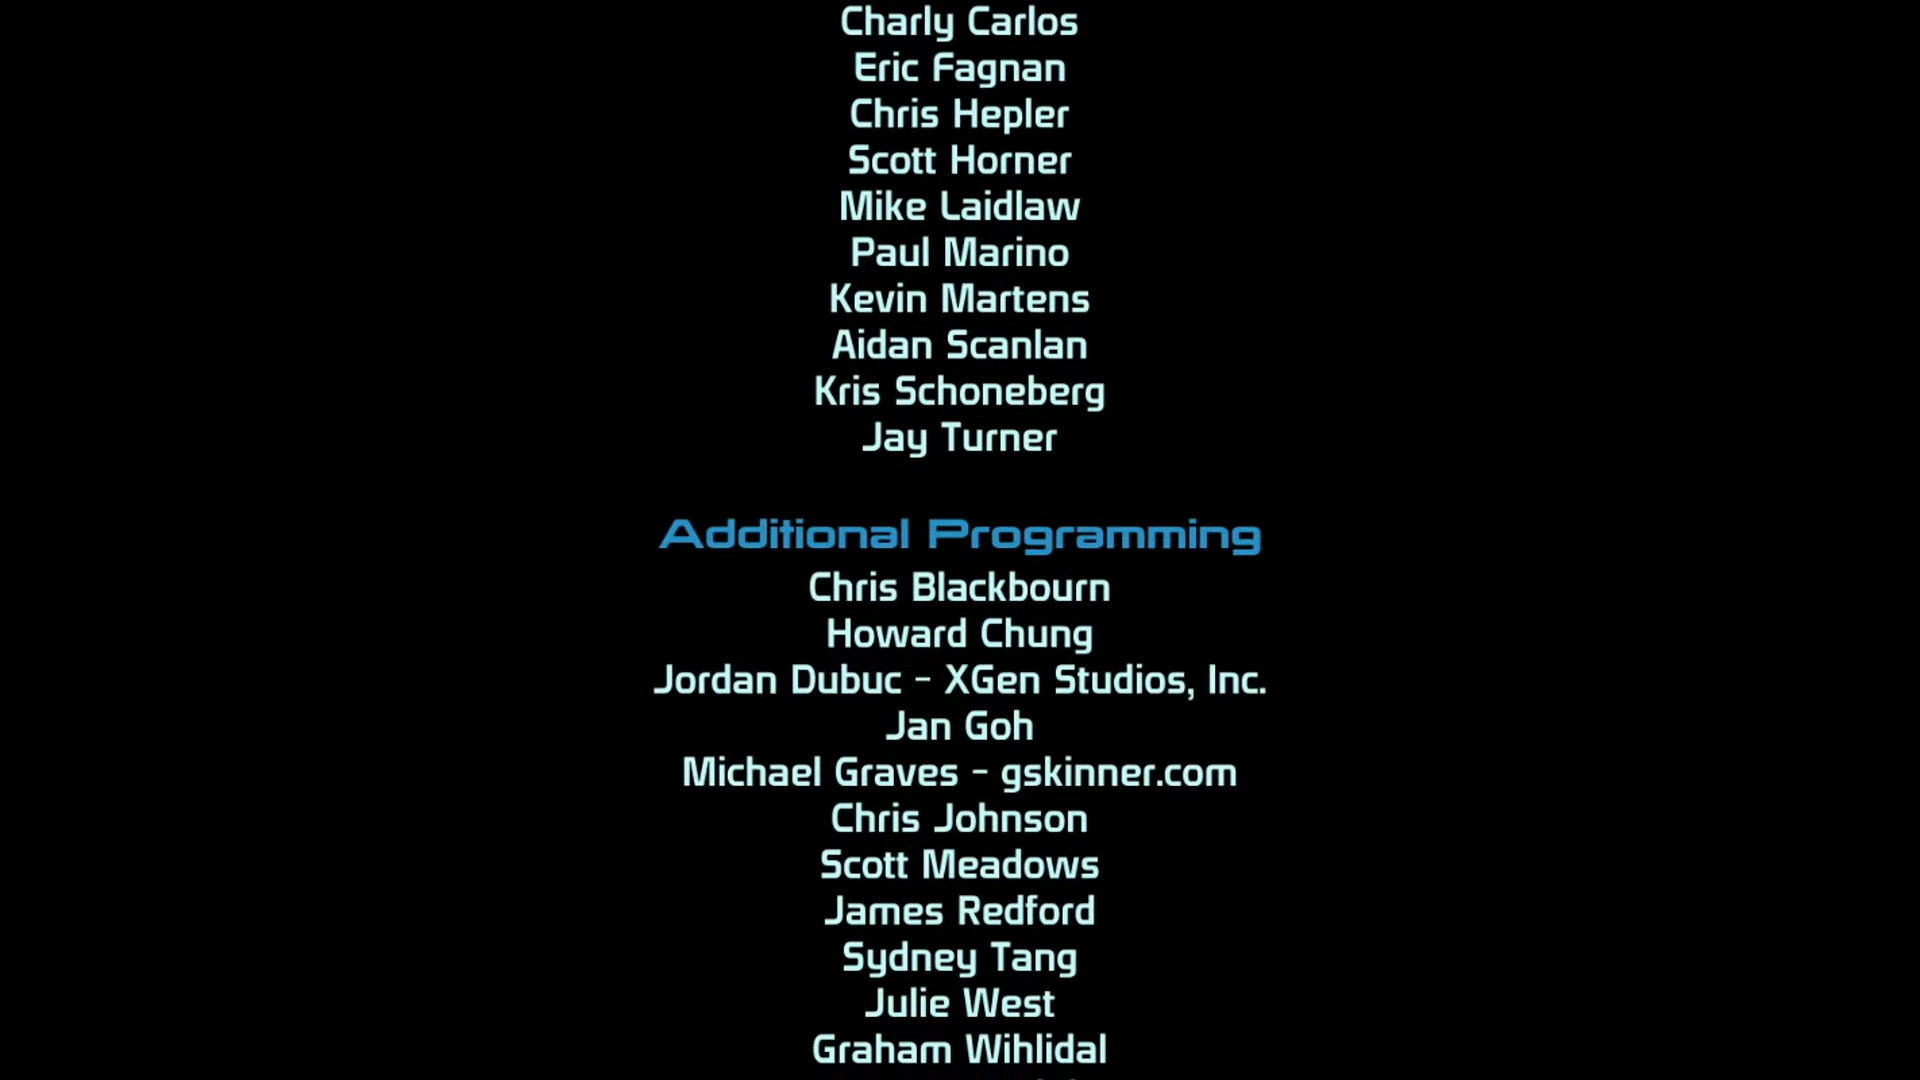 Charly Carlos
Eric Fagnan
Chris Hepler
Scott Horner
Mike Laidlaw
Paul Marino
Kevin Martens
Aidan Scanlan
Kris Schoneberg
Jay Turner
Additional Programming
Chris Blackbourn
Howard Chung
Jordan Dubuc - XGen Studios, Inc.
Jan Goh
Michael Graves - gskinner.com
Chris Johnson
Scott Meadows
James Redford
Sydney Tang
Julie West
Graham Wihlidal